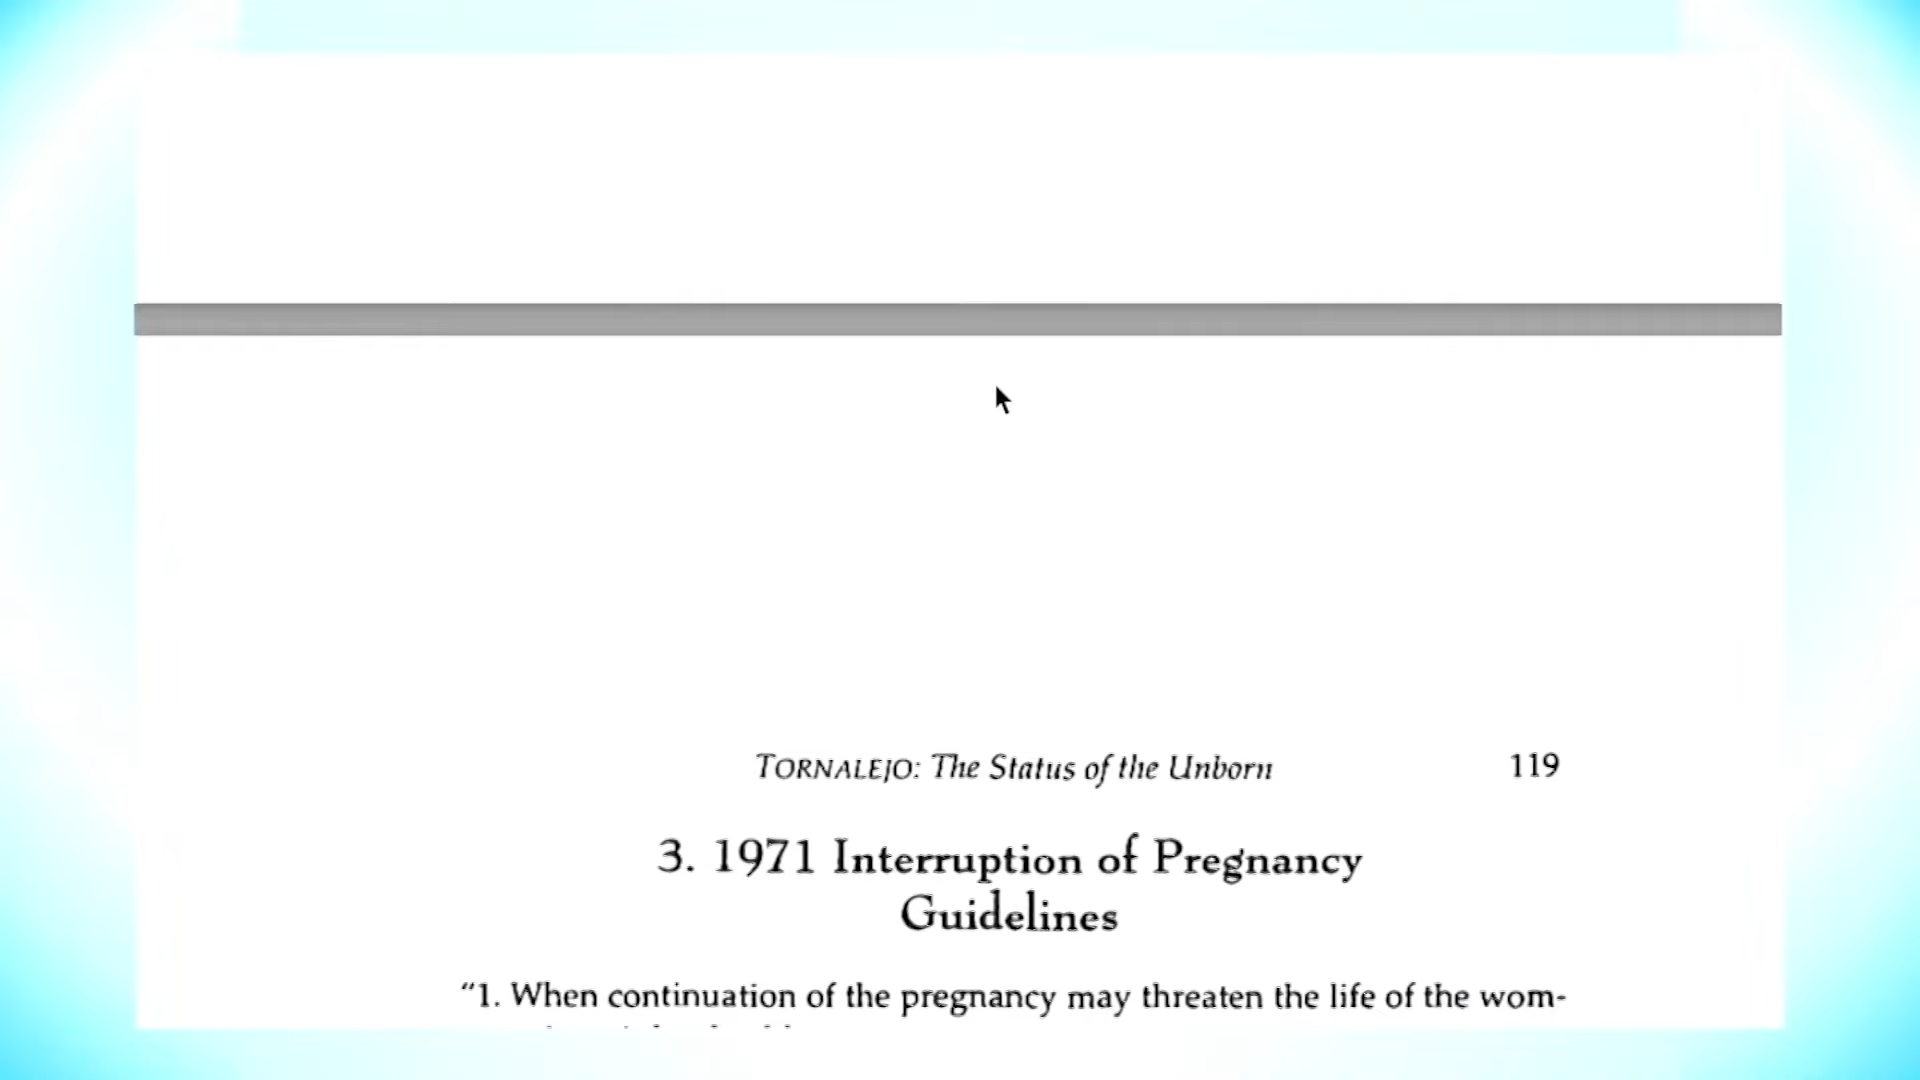 TORNALEJO: The Status of the Unborn 119
3. 1971 Interruption of Pregnancy
Guidelines
“1. When continuation of the pregnancy may threaten the life of the wom-